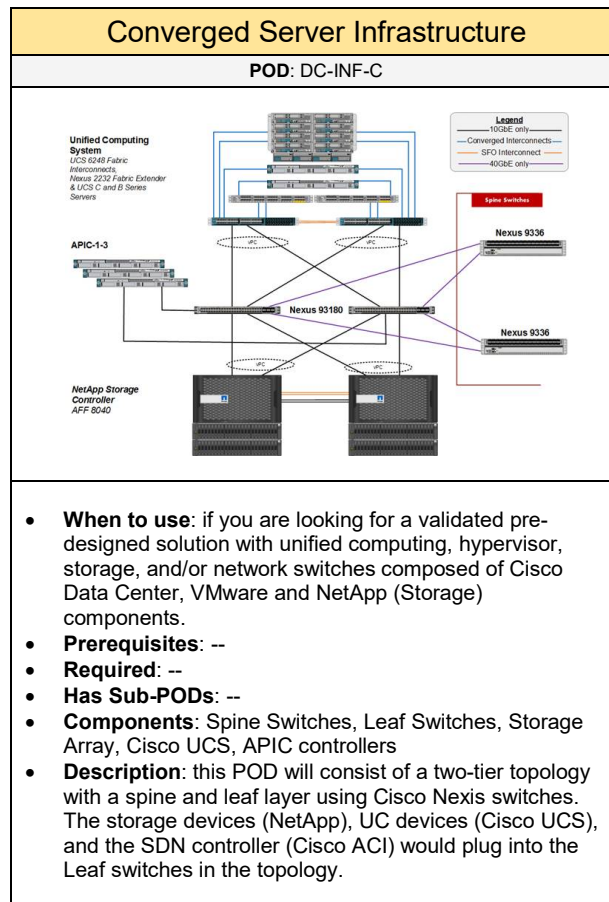 Converged Server Infrastructure
POD: DC-INF-C
Unified Computing
System
UCS 6248 Fabric
Interconnects,
Nexus 2232 Fabric Extender
& UCS C and B Series
Servers
Legend
10GbE only
Converged Interconnects
SFO Interconnect
40GbE only
Spine Switches
vPC
vPC
Nexus 9336
APIC-1-3
Nexus 93180
Nexus 9336
vPC
vPC
NetApp Storage
Controller
AFF 8040
• When to use: if you are looking for a validated pre-
designed solution with unified computing, hypervisor,
storage, and/or network switches composed of Cisco
Data Center, VMware and NetApp (Storage)
components.
• Prerequisites: --
• Required: --
• Has Sub-PODs: --
• Components: Spine Switches, Leaf Switches, Storage
Array, Cisco UCS, APIC controllers
• Description: this POD will consist of a two-tier topology
with a spine and leaf layer using Cisco Nexis switches.
The storage devices (NetApp), UC devices (Cisco UCS),
and the SDN controller (Cisco ACI) would plug into the
Leaf switches in the topology.